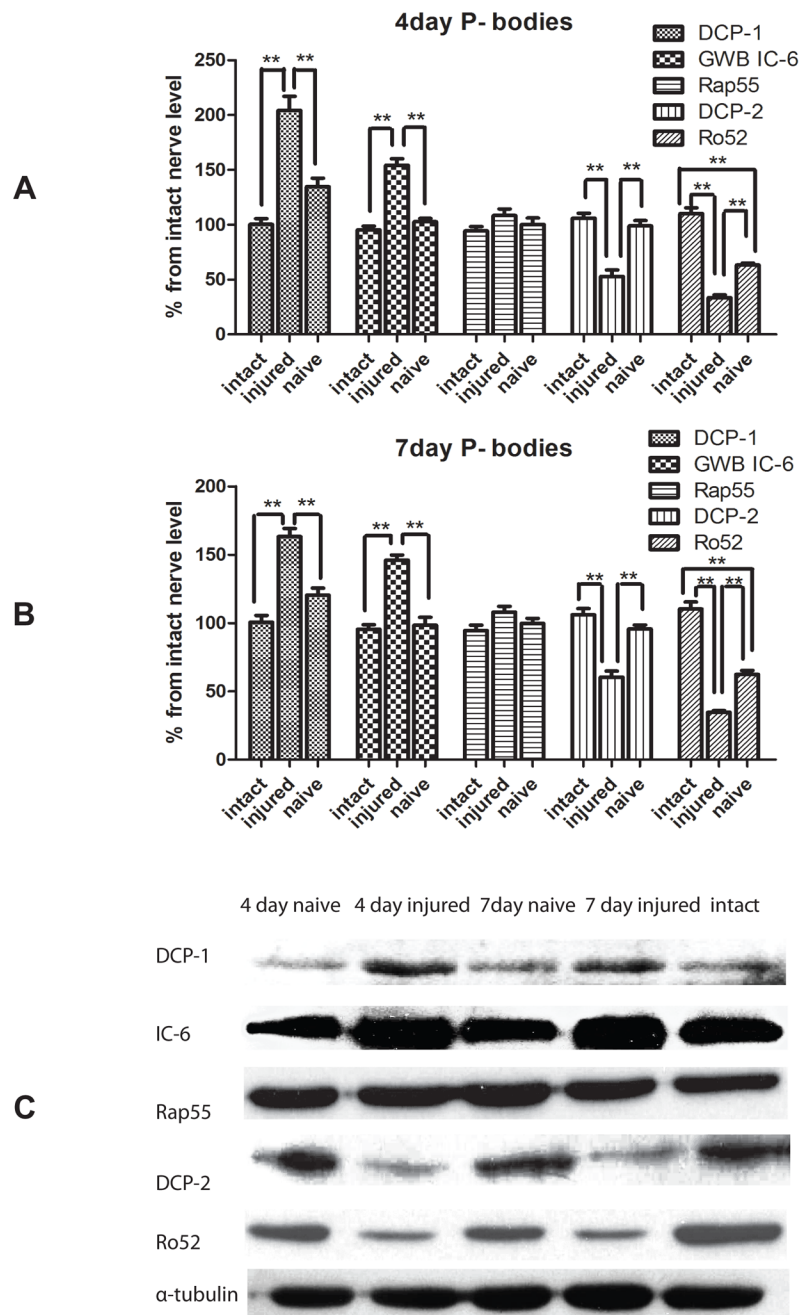 A
4day P- bodies
DCP-1
GWB IC-6
Rap55
DCP-2
Ro52
% from intact nerve level
250
200
150
100
50
0
** ** ** ** ** ** ** ** **
intact injured naive intact injured naive intact injured naive intact injured naive intact injured naive
B
7day P- bodies
DCP-1
GWB IC-6
Rap55
DCP-2
Ro52
% from intact nerve level
200
150
100
50
0
** ** ** ** ** ** ** ** **
intact injured naive intact injured naive intact injured naive intact injured naive intact injured naive
C
4 day naive 4 day injured 7day naive 7 day injured intact
DCP-1
IC-6
Rap55
DCP-2
Ro52
α-tubulin